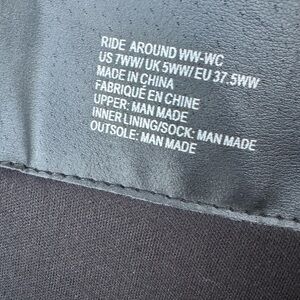 RIDE AROUND WW-WC
US 7WW/ UK 5WW/ EU 37.5WW
MADE IN CHINA
FABRIQUÉ EN CHINE
UPPER: MAN MADE
INNER LINING/SOCK: MAN MADE
OUTSOLE: MAN MADE